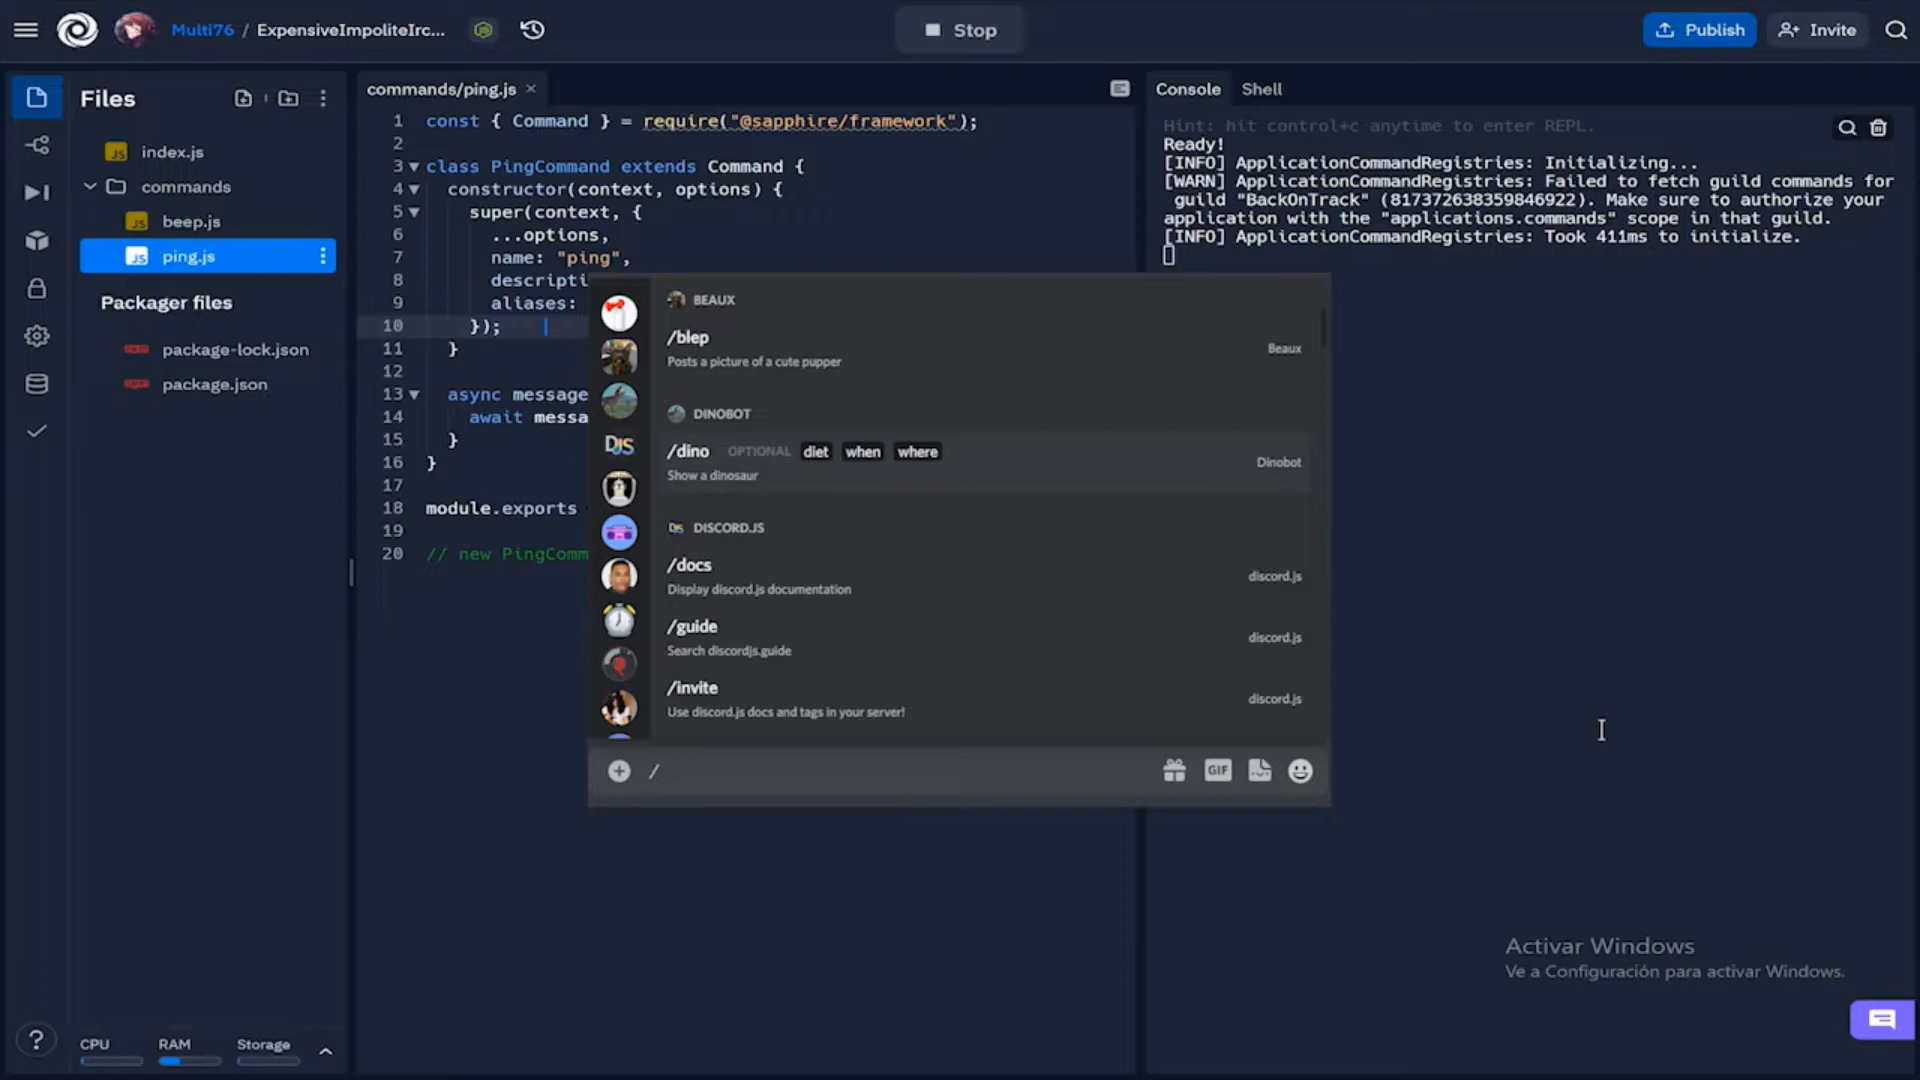 Multi76 / ExpensiveImpoliteIrc...
Stop
Publish
Invite
Files
JS index.js
commands
JS beep.js
JS ping.js
Packager files
package-lock.json
package.json
CPU
RAM
Storage
?
commands/ping.js ×
1 const { Command } = require("@sapphire/framework");
2
3 class PingCommand extends Command {
4 constructor(context, options) {
5 super(context, {
6 ...options,
7 name: "ping",
8 descripti
9 aliases:
10 });
11 }
12
13 async message
14 await messa
15 }
16 }
17
18 module.exports
19
20 // new PingComm
BEAUX
/blep
Posts a picture of a cute pupper
Beaux
DINOBOT
DJS
/dino OPTIONAL diet when where
Show a dinosaur
Dinobot
DJS DISCORD.JS
/docs
Display discord.js documentation
discord.js
/guide
Search discordjs.guide
discord.js
/invite
Use discord.js docs and tags in your server!
discord.js
/
GIF
Console Shell
Hint: hit control+c anytime to enter REPL.
Ready!
[INFO] ApplicationCommandRegistries: Initializing...
[WARN] ApplicationCommandRegistries: Failed to fetch guild commands for
guild "BackOnTrack" (817372638359846922). Make sure to authorize your
application with the "applications.commands" scope in that guild.
[INFO] ApplicationCommandRegistries: Took 411ms to initialize.
Activar Windows
Ve a Configuración para activar Windows.